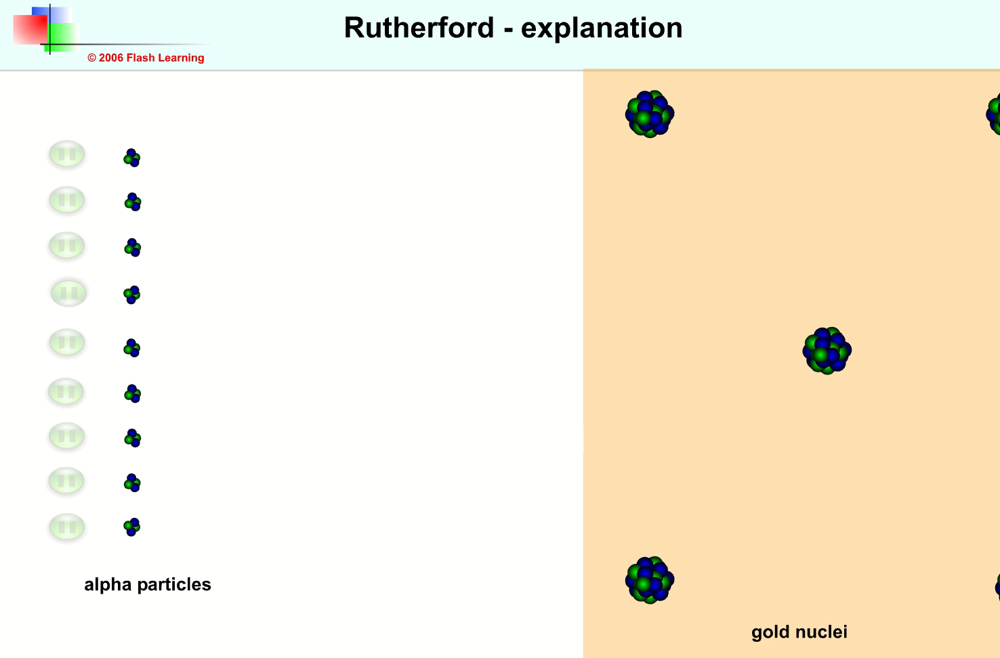 Rutherford - explanation
© 2006 Flash Learning
alpha particles
gold nuclei